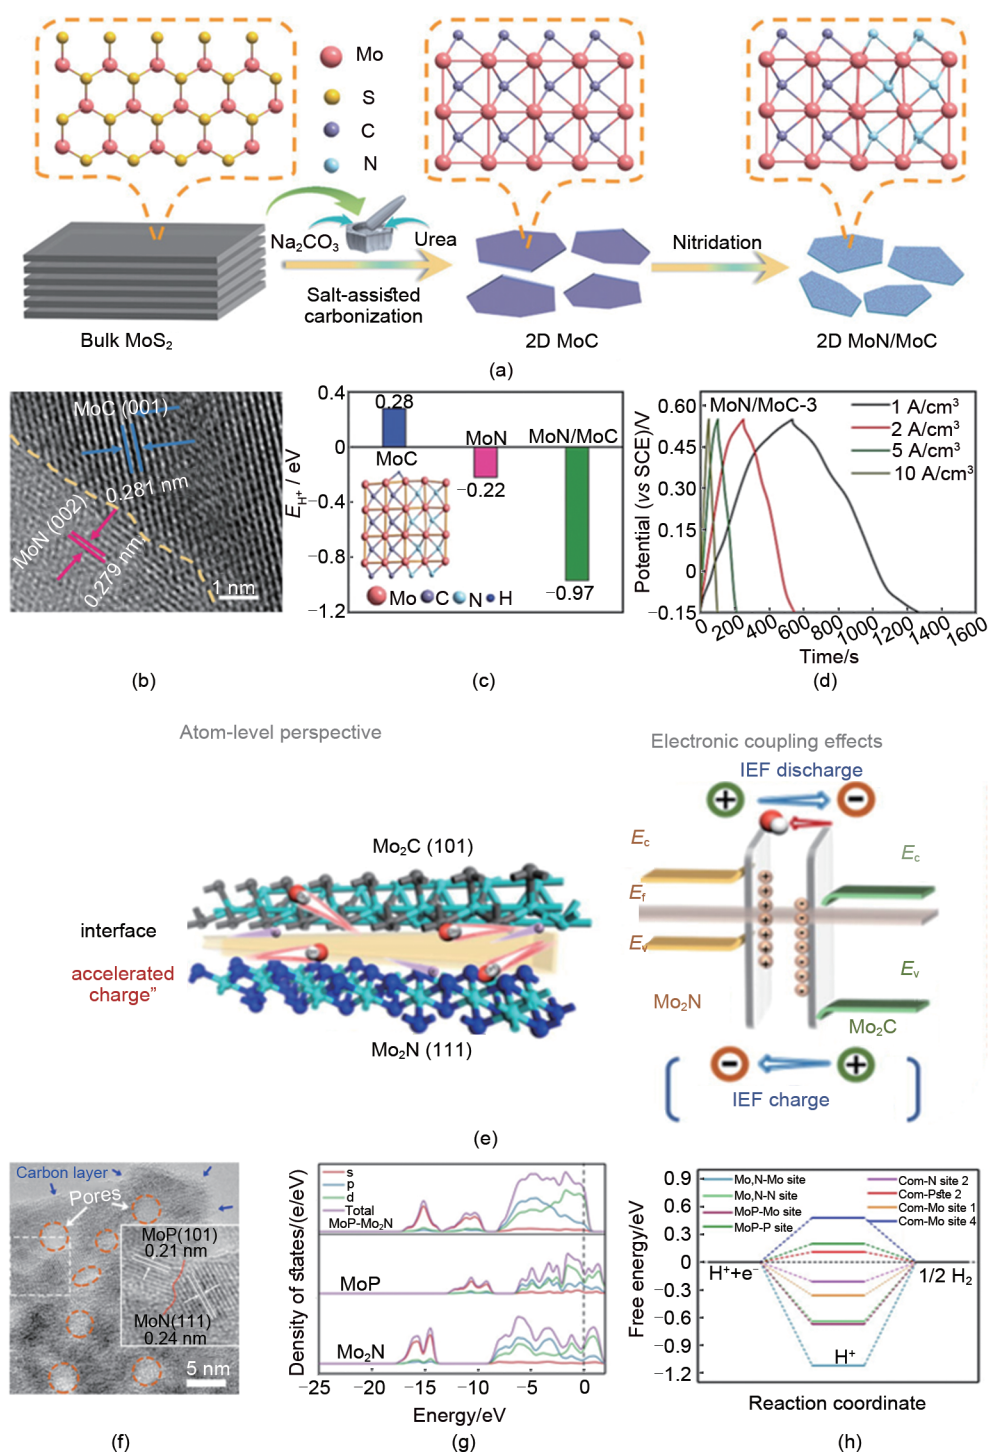 Mo
S
C
N
Na₂CO₃
Urea
Nitridation
Salt-assisted
carbonization
Bulk MoS₂
2D MoC
2D MoN/MoC
(a)
MoC (001)
0.281 nm
MoN (002)
0.279 nm
1 nm
(b)
0.4
0
−0.4
−0.8
−1.2
E_H⁺ / eV
0.28
MoC
MoN
−0.22
MoN/MoC
−0.97
Mo C N H
(c)
0.60
0.45
0.30
0.15
0
−0.15
Potential (vs SCE)/V
MoN/MoC-3
1 A/cm³
2 A/cm³
5 A/cm³
10 A/cm³
0 200 400 600 800 1000 1200 1400 1600
Time/s
(d)
Atom-level perspective
Mo₂C (101)
interface
accelerated
charge”
Mo₂N (111)
Electronic coupling effects
IEF discharge
+ −
E_c
E_c
E_f
E_v
E_v
Mo₂N
Mo₂C
− +
IEF charge
(e)
Carbon layer
Pores
MoP(101)
0.21 nm
MoN(111)
0.24 nm
5 nm
(f)
Density of states/(e/eV)
s
p
d
Total
MoP-Mo₂N
MoP
Mo₂N
−25 −20 −15 −10 −5 0
Energy/eV
(g)
0.9
0.6
0.3
0
−0.3
−0.6
−0.9
−1.2
Free energy/eV
Mo,N-Mo site
Mo,N-N site
MoP-Mo site
MoP-P site
Com-N site 2
Com-Psite 2
Com-Mo site 1
Com-Mo site 4
H⁺+e⁻
1/2 H₂
H⁺
Reaction coordinate
(h)